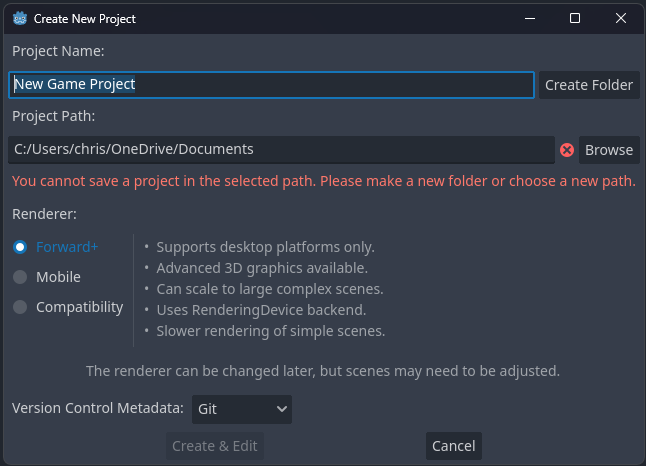 Create New Project
Project Name:
New Game Project
Create Folder
Project Path:
C:/Users/chris/OneDrive/Documents
Browse
You cannot save a project in the selected path. Please make a new folder or choose a new path.
Renderer:
Forward+
Mobile
Compatibility
• Supports desktop platforms only.
• Advanced 3D graphics available.
• Can scale to large complex scenes.
• Uses RenderingDevice backend.
• Slower rendering of simple scenes.
The renderer can be changed later, but scenes may need to be adjusted.
Version Control Metadata: Git
Create & Edit
Cancel